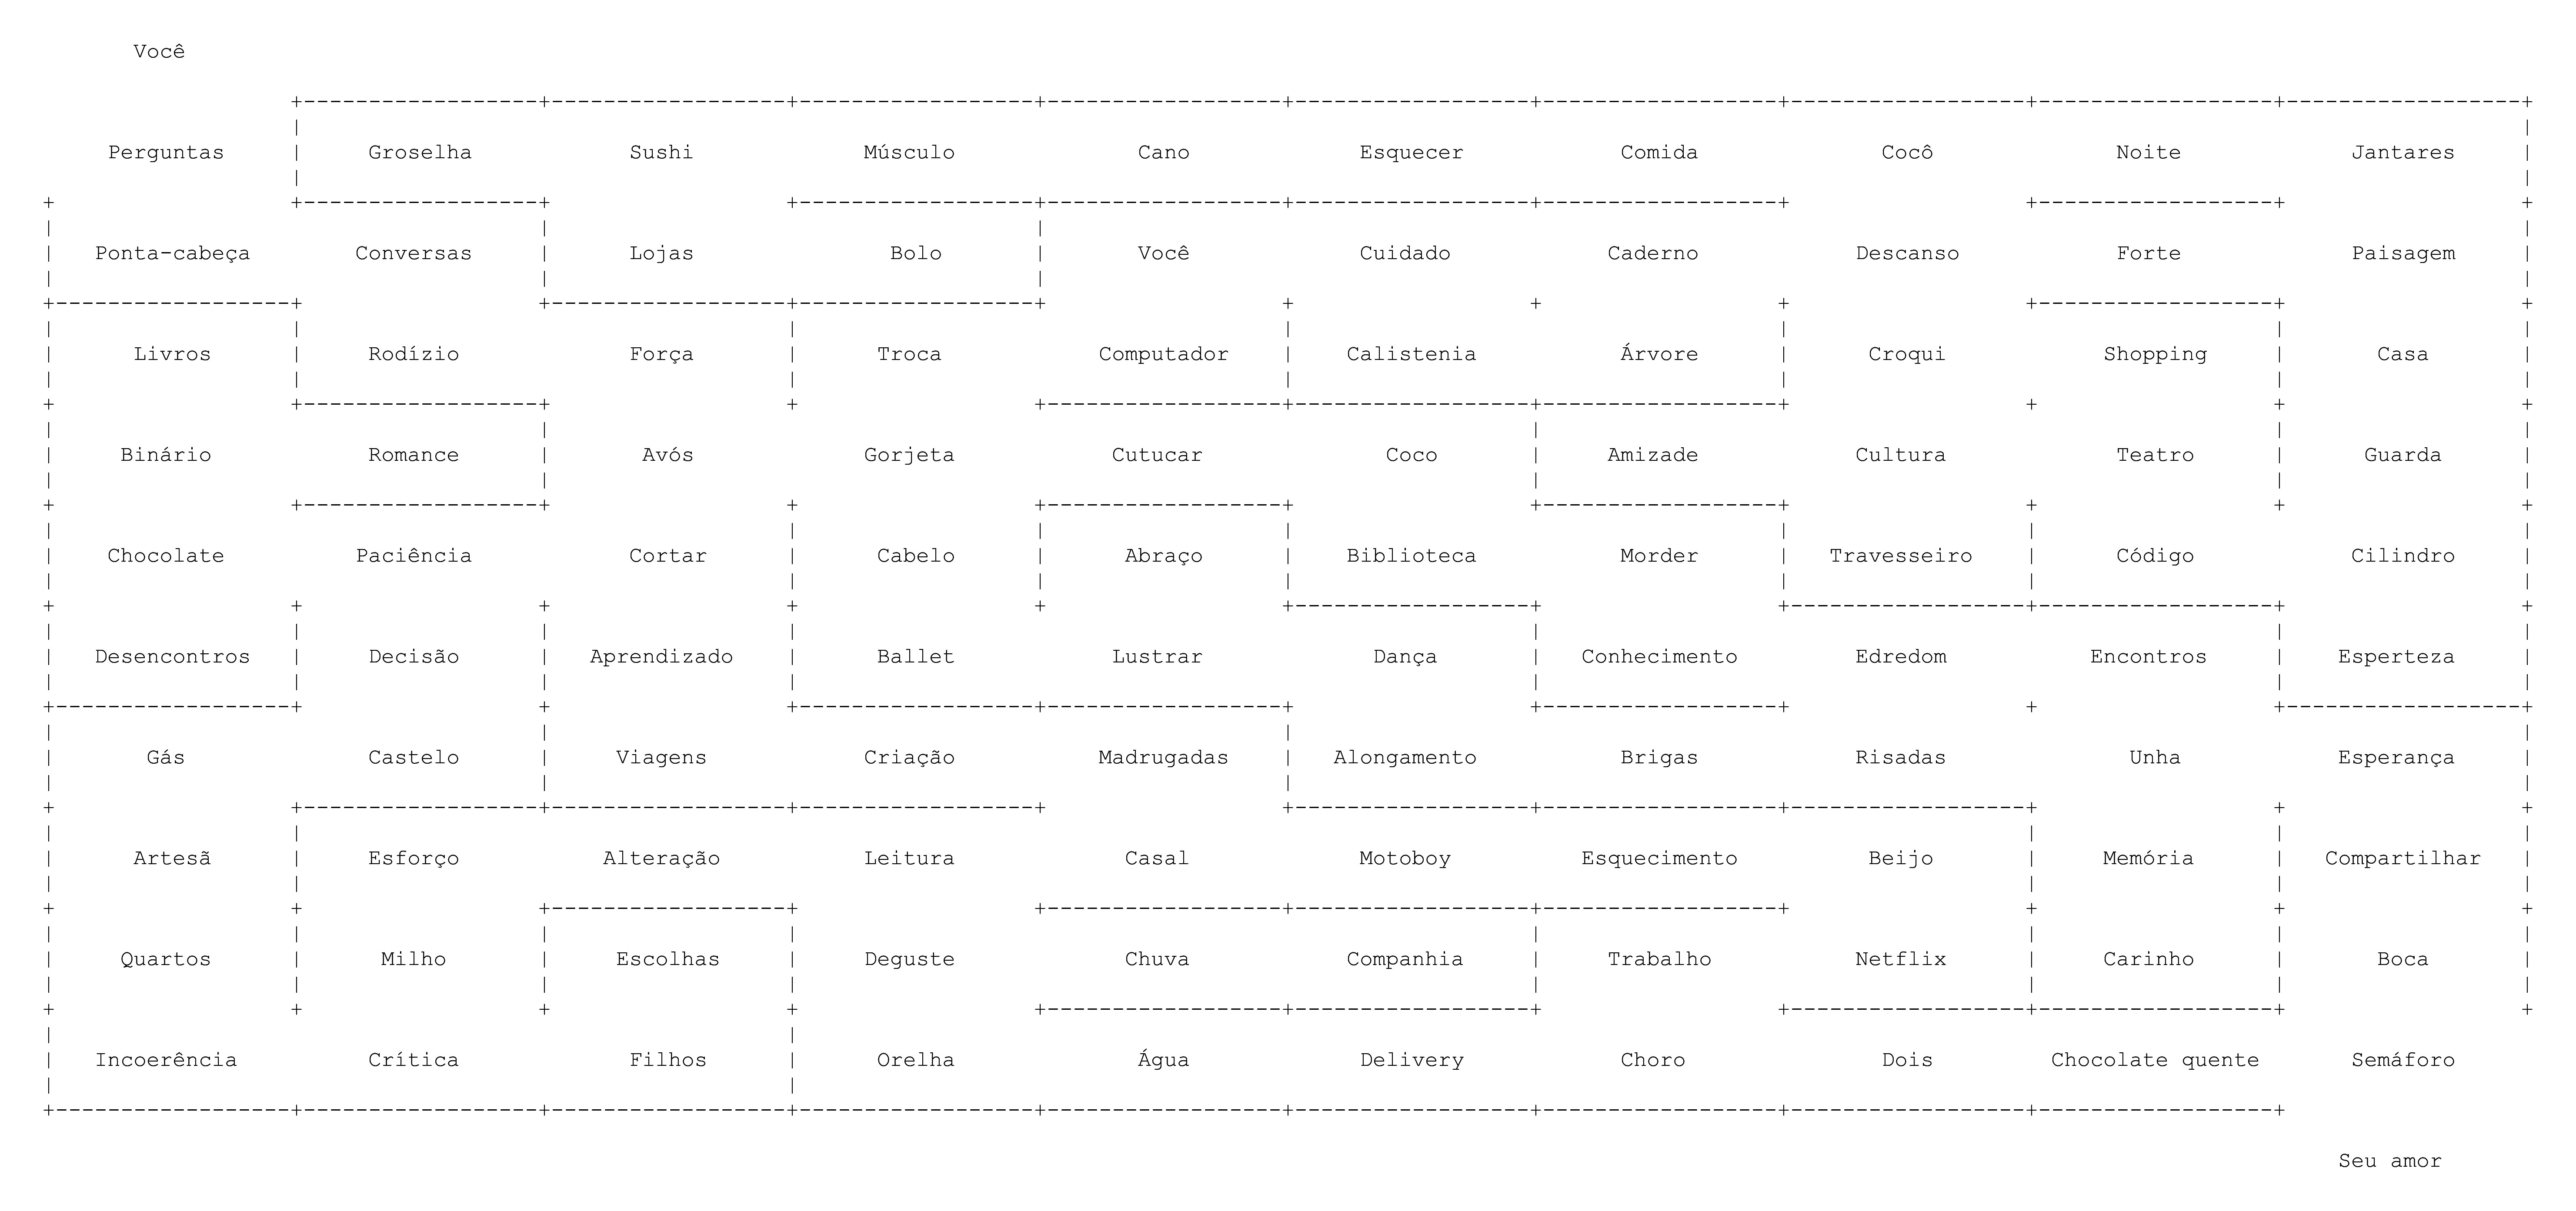 Você
Perguntas Groselha Sushi Músculo Cano Esquecer Comida Cocô Noite Jantares
Ponta-cabeça Conversas Lojas Bolo Você Cuidado Caderno Descanso Forte Paisagem
Livros Rodízio Força Troca Computador Calistenia Árvore Croqui Shopping Casa
Binário Romance Avós Gorjeta Cutucar Coco Amizade Cultura Teatro Guarda
Chocolate Paciência Cortar Cabelo Abraço Biblioteca Morder Travesseiro Código Cilindro
Desencontros Decisão Aprendizado Ballet Lustrar Dança Conhecimento Edredom Encontros Esperteza
Gás Castelo Viagens Criação Madrugadas Alongamento Brigas Risadas Unha Esperança
Artesã Esforço Alteração Leitura Casal Motoboy Esquecimento Beijo Memória Compartilhar
Quartos Milho Escolhas Deguste Chuva Companhia Trabalho Netflix Carinho Boca
Incoerência Crítica Filhos Orelha Água Delivery Choro Dois Chocolate quente Semáforo
Seu amor